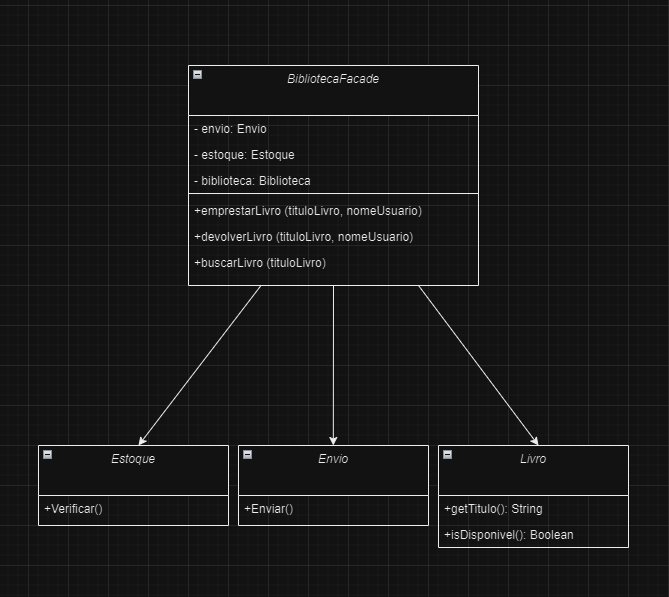 BibliotecaFacade
- envio: Envio
- estoque: Estoque
- biblioteca: Biblioteca
+emprestarLivro (tituloLivro, nomeUsuario)
+devolverLivro (tituloLivro, nomeUsuario)
+buscarLivro (tituloLivro)
Estoque
+Verificar()
Envio
+Enviar()
Livro
+getTitulo(): String
+isDisponivel(): Boolean